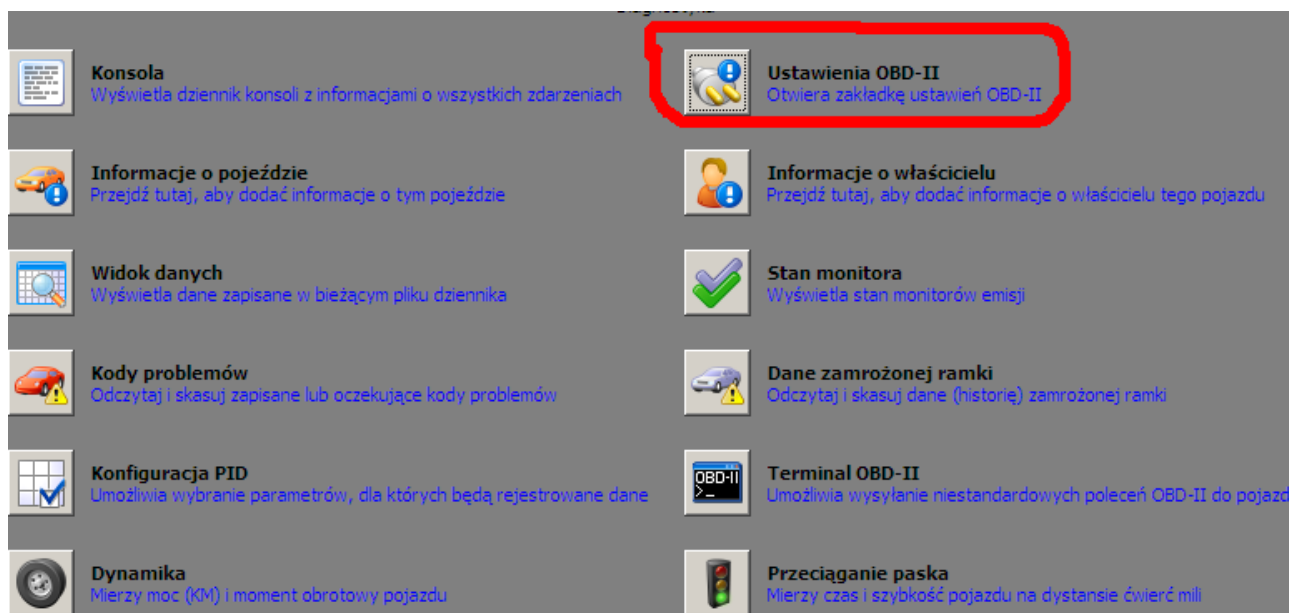 Konsola
Wyświetla dziennik konsoli z informacjami o wszystkich zdarzeniach
Ustawienia OBD-II
Otwiera zakładkę ustawień OBD-II
Informacje o pojeździe
Przejdź tutaj, aby dodać informacje o tym pojeździe
Informacje o właścicielu
Przejdź tutaj, aby dodać informacje o właścicielu tego pojazdu
Widok danych
Wyświetla dane zapisane w bieżącym pliku dziennika
Stan monitora
Wyświetla stan monitorów emisji
Kody problemów
Odczytaj i skasuj zapisane lub oczekujące kody problemów
Dane zamrożonej ramki
Odczytaj i skasuj dane (historię) zamrożonej ramki
Konfiguracja PID
Umożliwia wybranie parametrów, dla których będą rejestrowane dane
OBD-II
>_
Terminal OBD-II
Umożliwia wysyłanie niestandardowych poleceń OBD-II do pojazd
Dynamika
Mierzy moc (KM) i moment obrotowy pojazdu
Przeciąganie paska
Mierzy czas i szybkość pojazdu na dystansie ćwierć mili